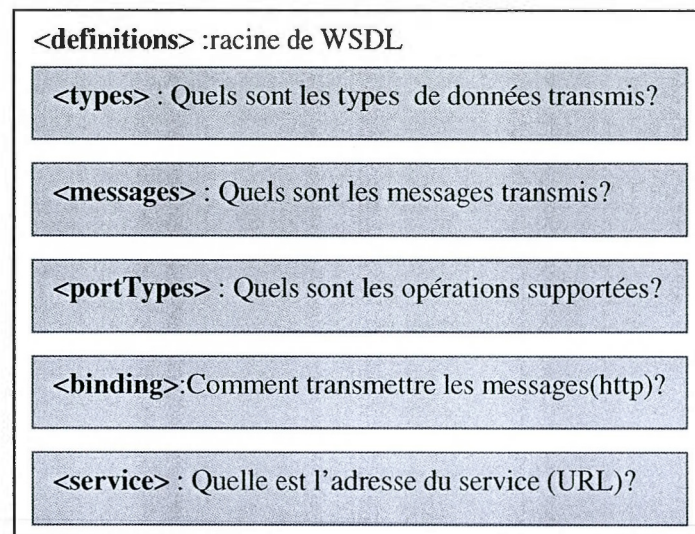 <definitions> :racine de WSDL
<types> : Quels sont les types de données transmis?
<messages> : Quels sont les messages transmis?
<portTypes> : Quels sont les opérations supportées?
<binding>:Comment transmettre les messages(http)?
<service> : Quelle est l'adresse du service (URL)?